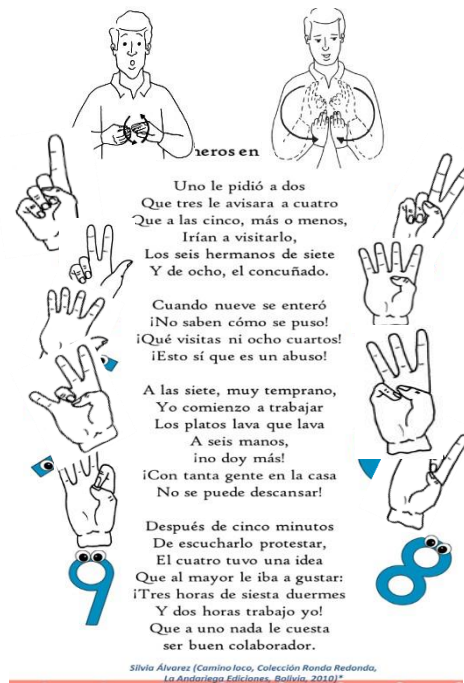 neros en
Uno le pidió a dos
Que tres le avisara a cuatro
Que a las cinco, más o menos,
Irían a visitarlo,
Los seis hermanos de siete
Y de ocho, el concuñado.
Cuando nueve se enteró
¡No saben cómo se puso!
¡Qué visitas ni ocho cuartos!
¡Esto sí que es un abuso!
A las siete, muy temprano,
Yo comienzo a trabajar
Los platos lava que lava
A seis manos,
¡no doy más!
¡Con tanta gente en la casa
No se puede descansar!
Después de cinco minutos
De escucharlo protestar,
El cuatro tuvo una idea
Que al mayor le iba a gustar:
¡Tres horas de siesta duermes
Y dos horas trabajo yo!
Que a uno nada le cuesta
ser buen colaborador.
9
8
Silvia Álvarez (Camino loco, Colección Ronda Redonda,
La Andariega Ediciones, Bolivia, 2010)*